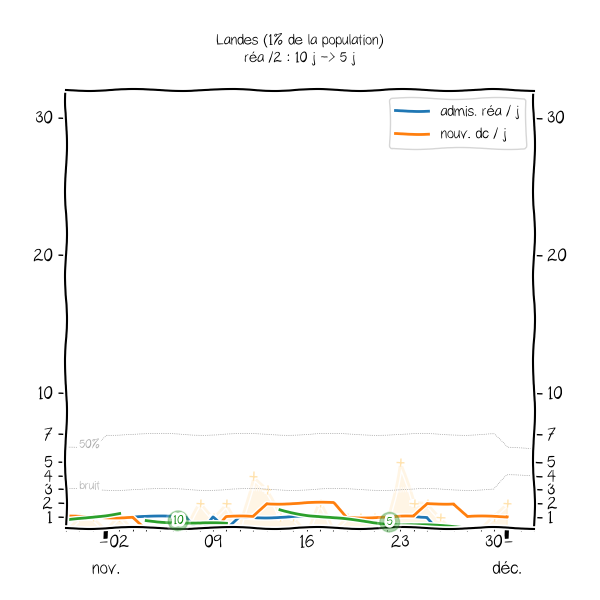 Landes (1% de la population)
réa /2 : 10 j -> 5 j
admis. réa / j
nouv. dc / j
30 30
20 20
10 10
7 50% 7
5 5
4 4
3 bruit 3
2 2
1 10 5 1
02 09 16 23 30
nov. déc.